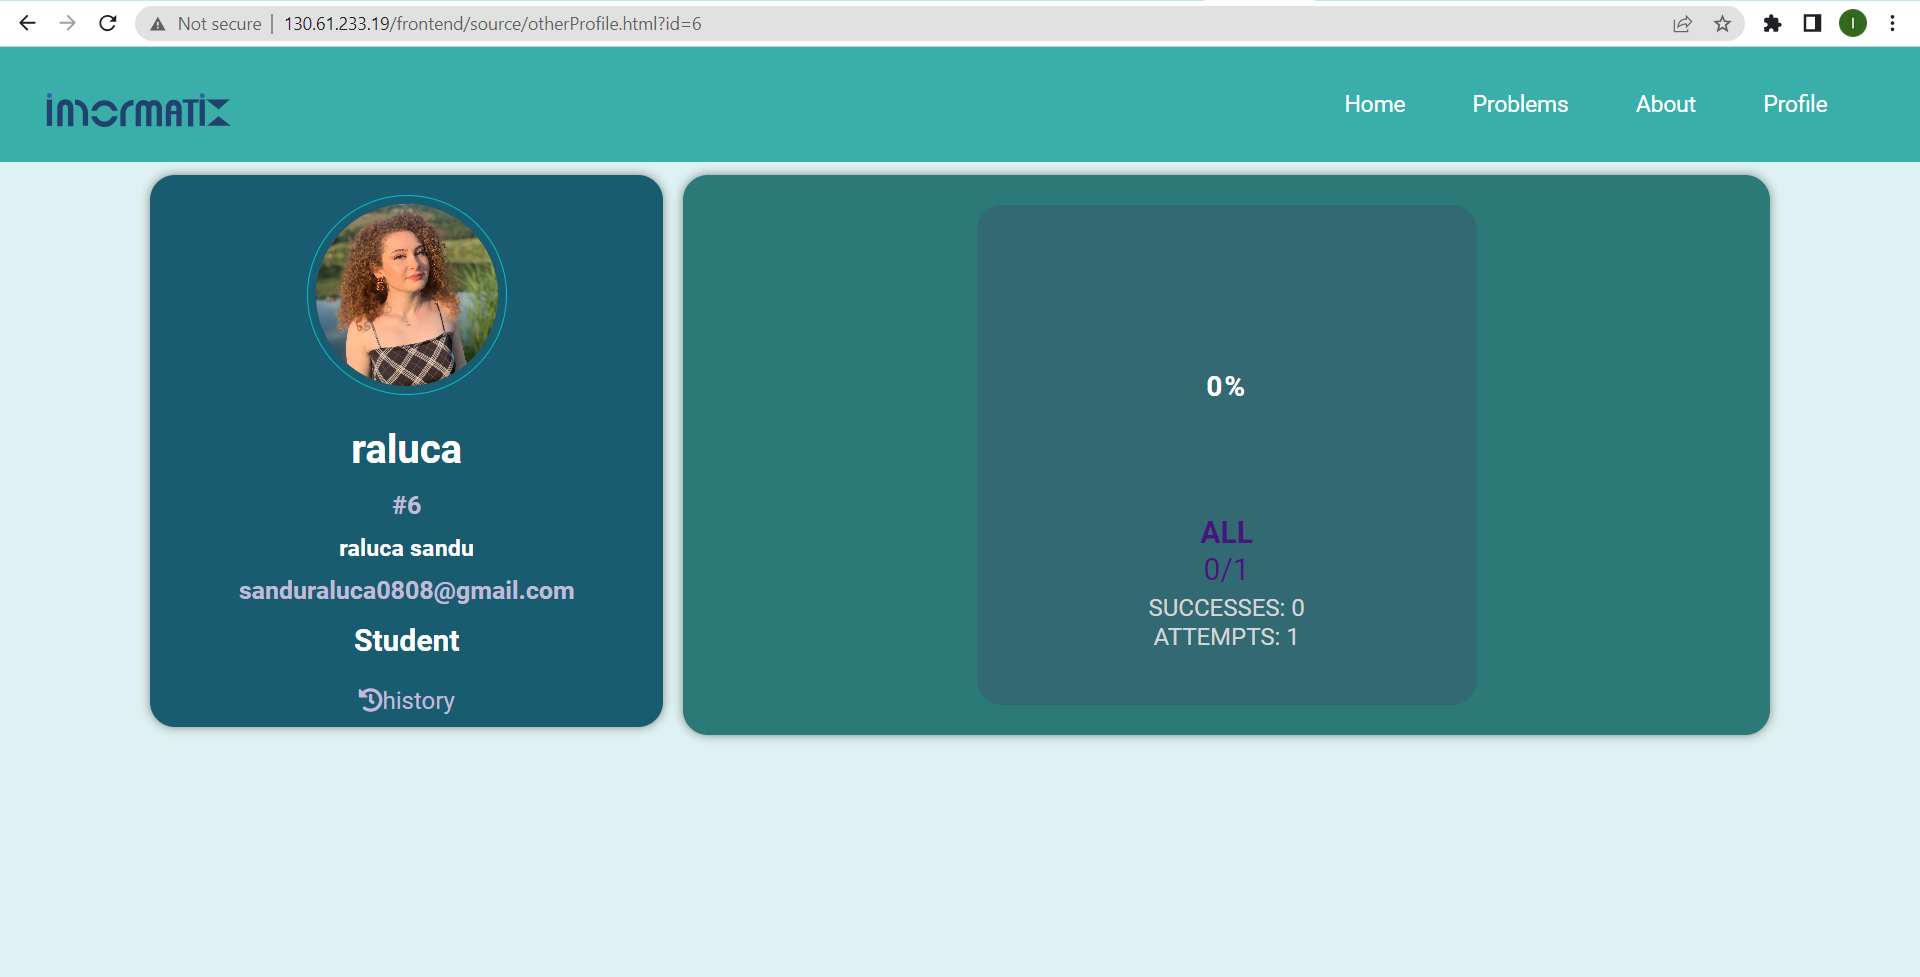 Not secure | 130.61.233.19/frontend/source/otherProfile.html?id=6
I
infOrmatiX
Home
Problems
About
Profile
raluca
#6
raluca sandu
sanduraluca0808@gmail.com
Student
history
0%
ALL
0/1
SUCCESSES: 0
ATTEMPTS: 1